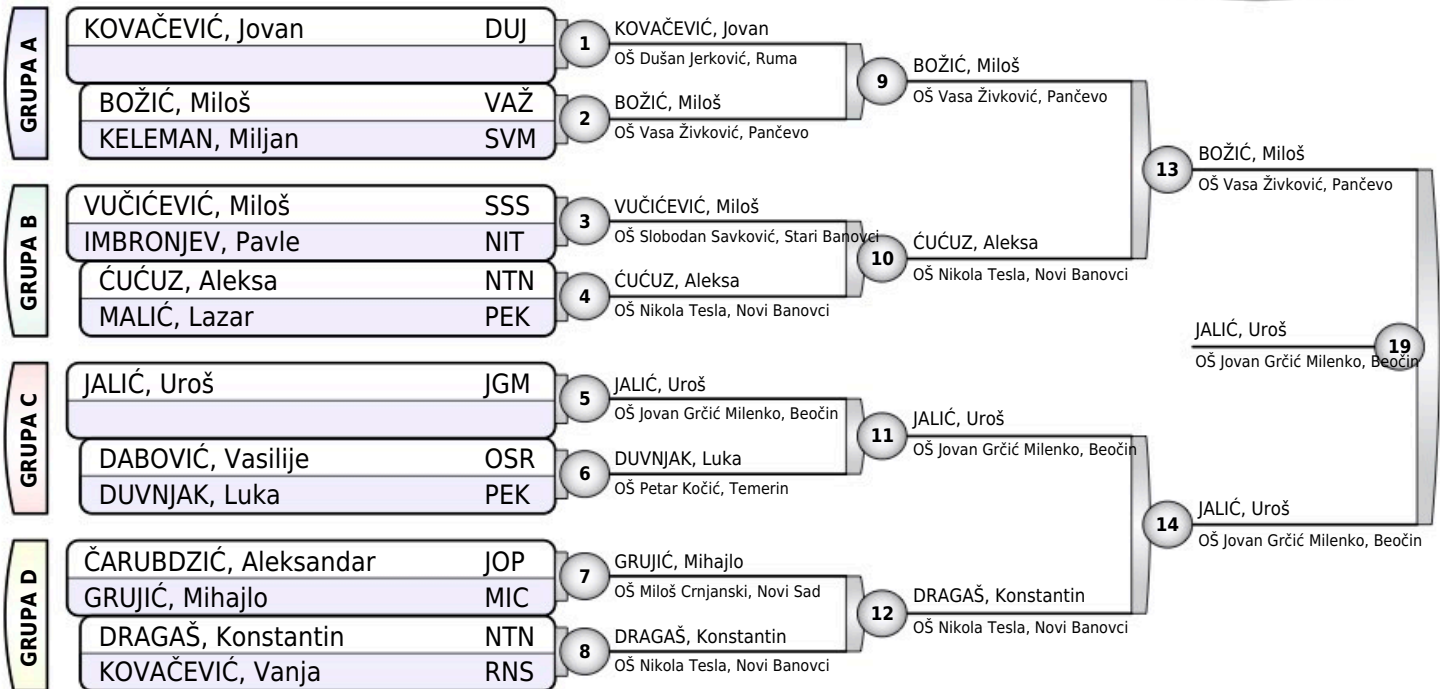 GRUPA A
KOVAČEVIĆ, Jovan DUJ
BOŽIĆ, Miloš VAŽ
KELEMAN, Miljan SVM
1
KOVAČEVIĆ, Jovan
OŠ Dušan Jerković, Ruma
2
BOŽIĆ, Miloš
OŠ Vasa Živković, Pančevo
9
BOŽIĆ, Miloš
OŠ Vasa Živković, Pančevo
GRUPA B
VUČIĆEVIĆ, Miloš SSS
IMBRONJEV, Pavle NIT
ĆUĆUZ, Aleksa NTN
MALIĆ, Lazar PEK
3
VUČIĆEVIĆ, Miloš
OŠ Slobodan Savković, Stari Banovci
4
ĆUĆUZ, Aleksa
OŠ Nikola Tesla, Novi Banovci
10
ĆUĆUZ, Aleksa
OŠ Nikola Tesla, Novi Banovci
13
BOŽIĆ, Miloš
OŠ Vasa Živković, Pančevo
GRUPA C
JALIĆ, Uroš JGM
DABOVIĆ, Vasilije OSR
DUVNJAK, Luka PEK
5
JALIĆ, Uroš
OŠ Jovan Grčić Milenko, Beočin
6
DUVNJAK, Luka
OŠ Petar Kočić, Temerin
11
JALIĆ, Uroš
OŠ Jovan Grčić Milenko, Beočin
GRUPA D
ČARUBDZIĆ, Aleksandar JOP
GRUJIĆ, Mihajlo MIC
DRAGAŠ, Konstantin NTN
KOVAČEVIĆ, Vanja RNS
7
GRUJIĆ, Mihajlo
OŠ Miloš Crnjanski, Novi Sad
8
DRAGAŠ, Konstantin
OŠ Nikola Tesla, Novi Banovci
12
DRAGAŠ, Konstantin
OŠ Nikola Tesla, Novi Banovci
14
JALIĆ, Uroš
OŠ Jovan Grčić Milenko, Beočin
JALIĆ, Uroš
OŠ Jovan Grčić Milenko, Beočin
19